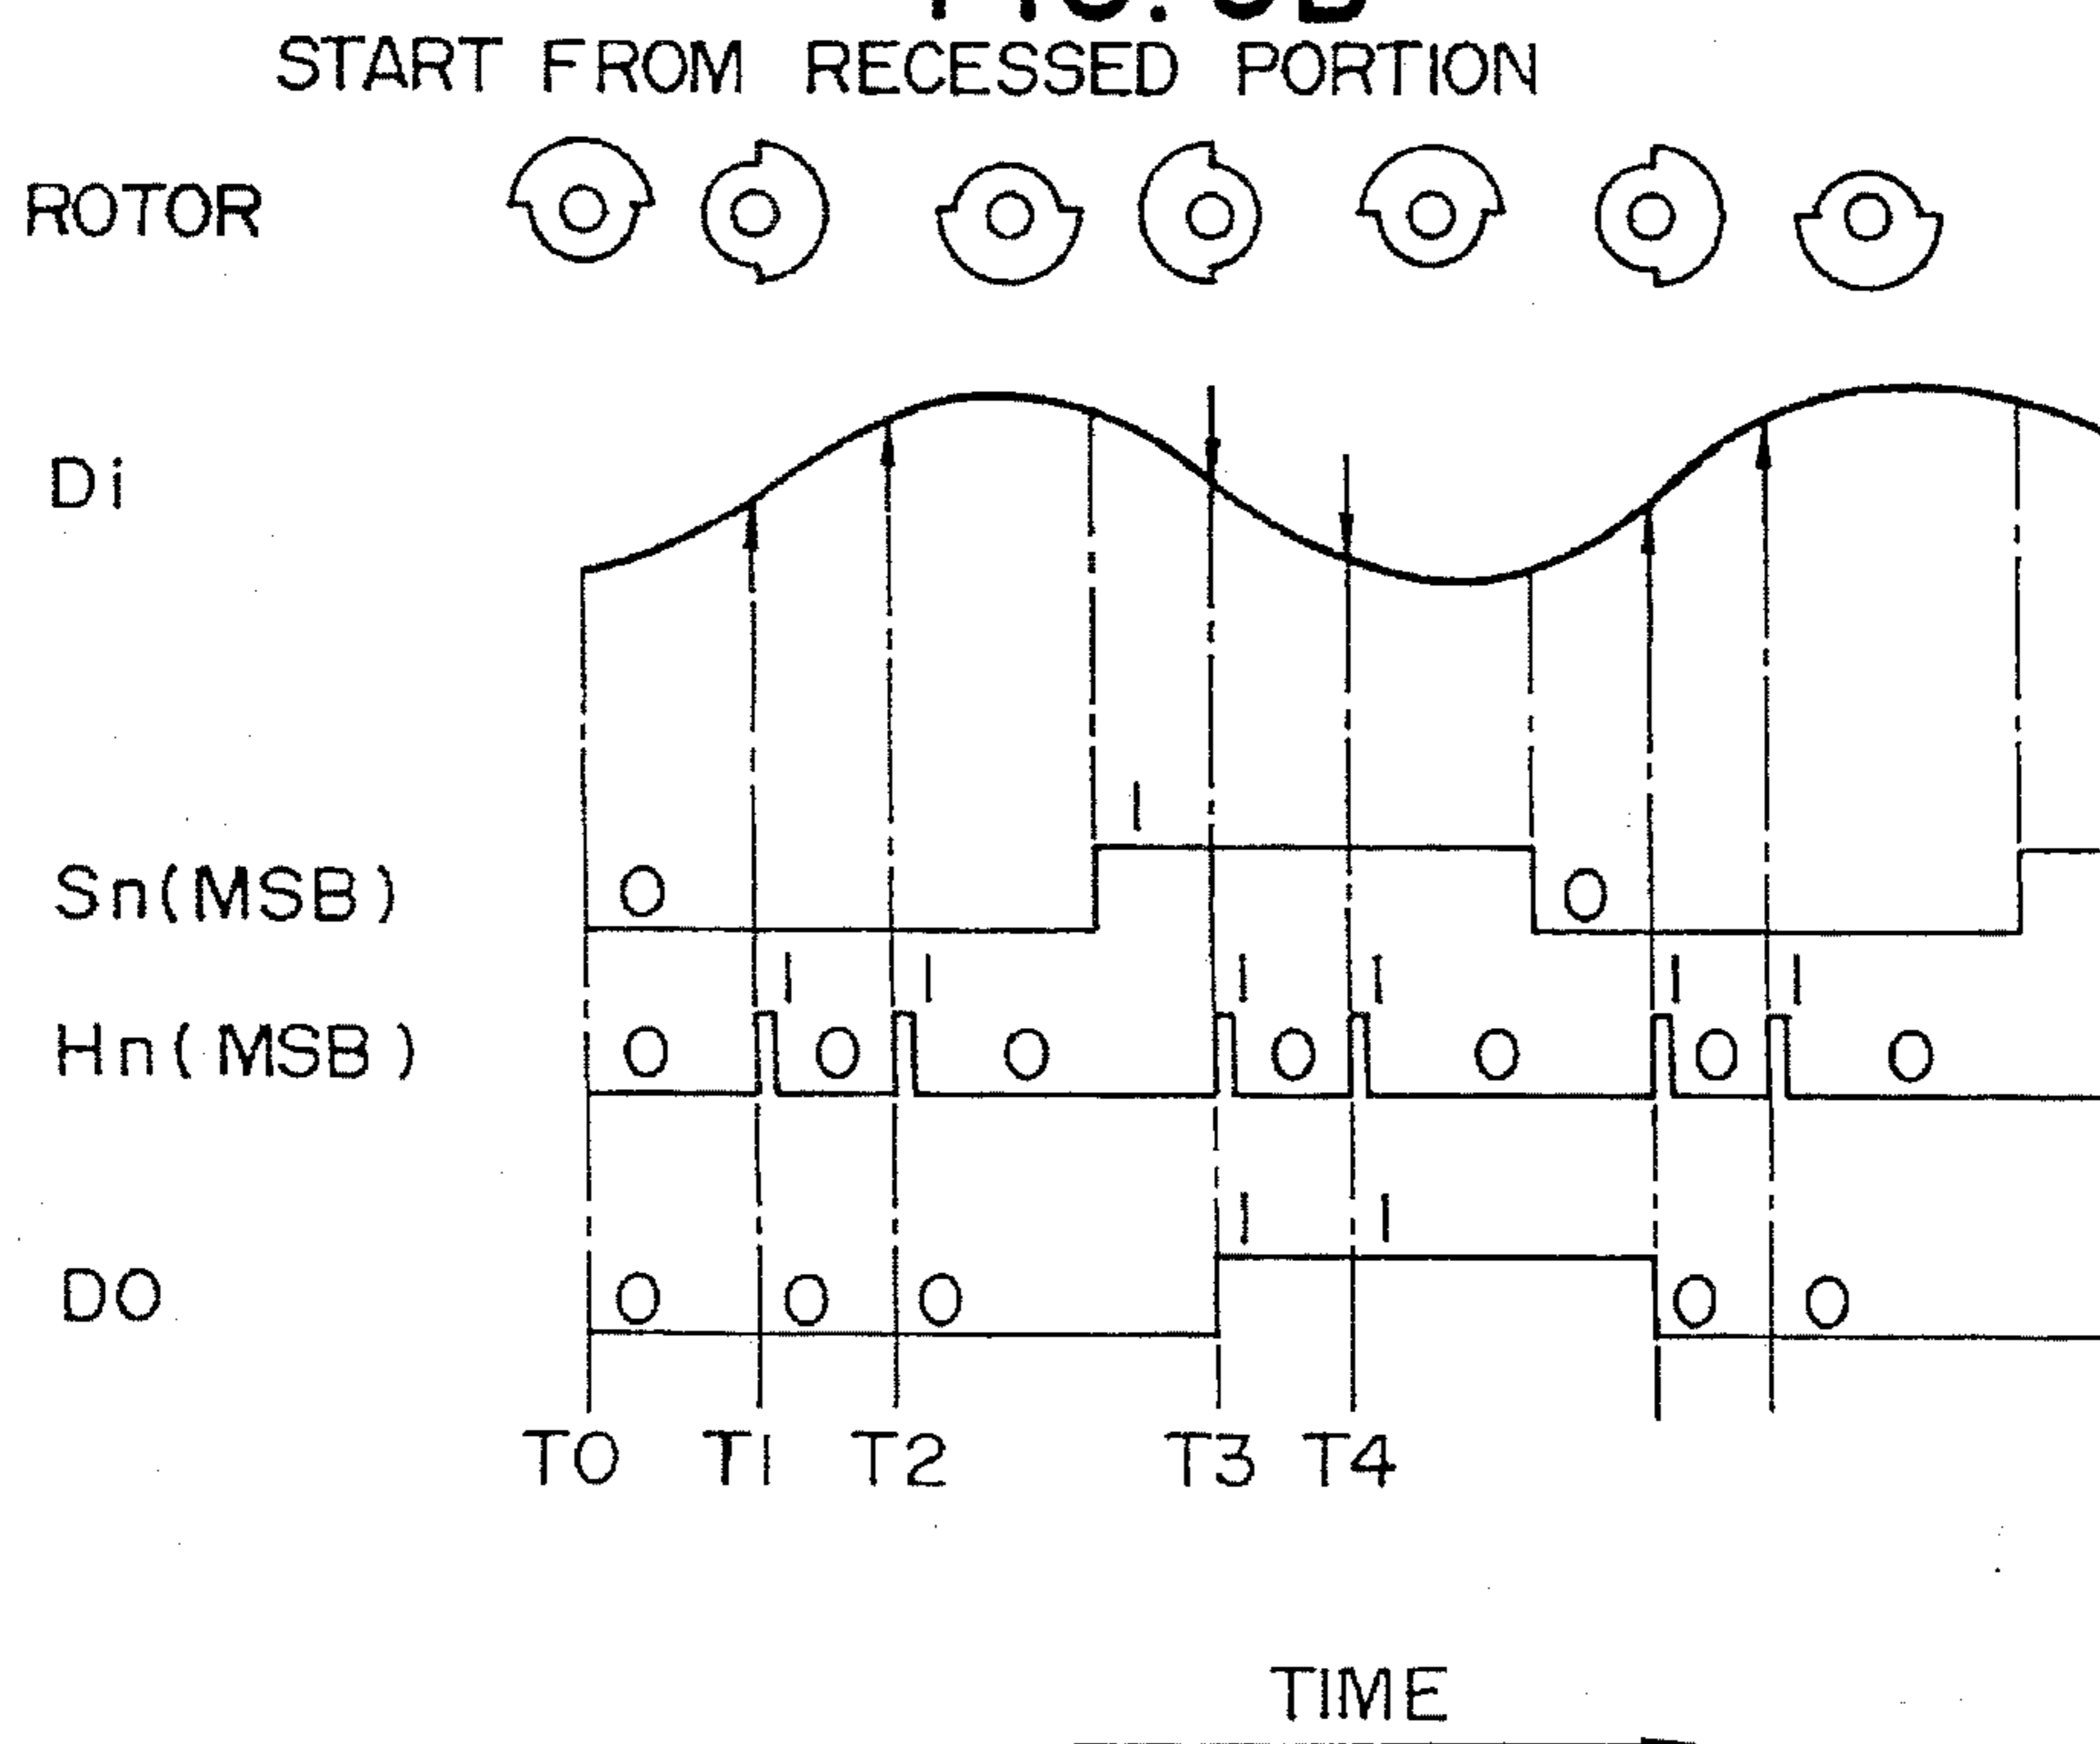 START FROM RECESSED PORTION
ROTOR
Di
1
Sn(MSB) 0 0
1 1 1 1 1 1
Hn(MSB) 0 0 0 0 0 0 0
1 1
DO 0 0 0 0 0
T0 T1 T2 T3 T4
TIME